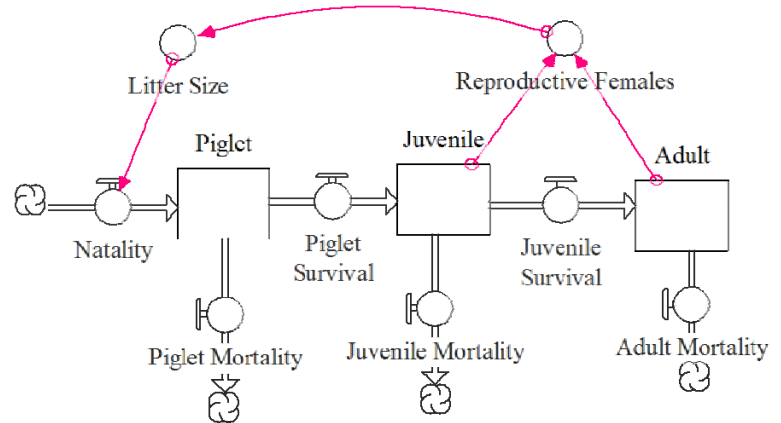 Litter Size
Reproductive Females
Piglet
Juvenile
Adult
Natality
Piglet
Survival
Juvenile
Survival
Piglet Mortality
Juvenile Mortality
Adult Mortality